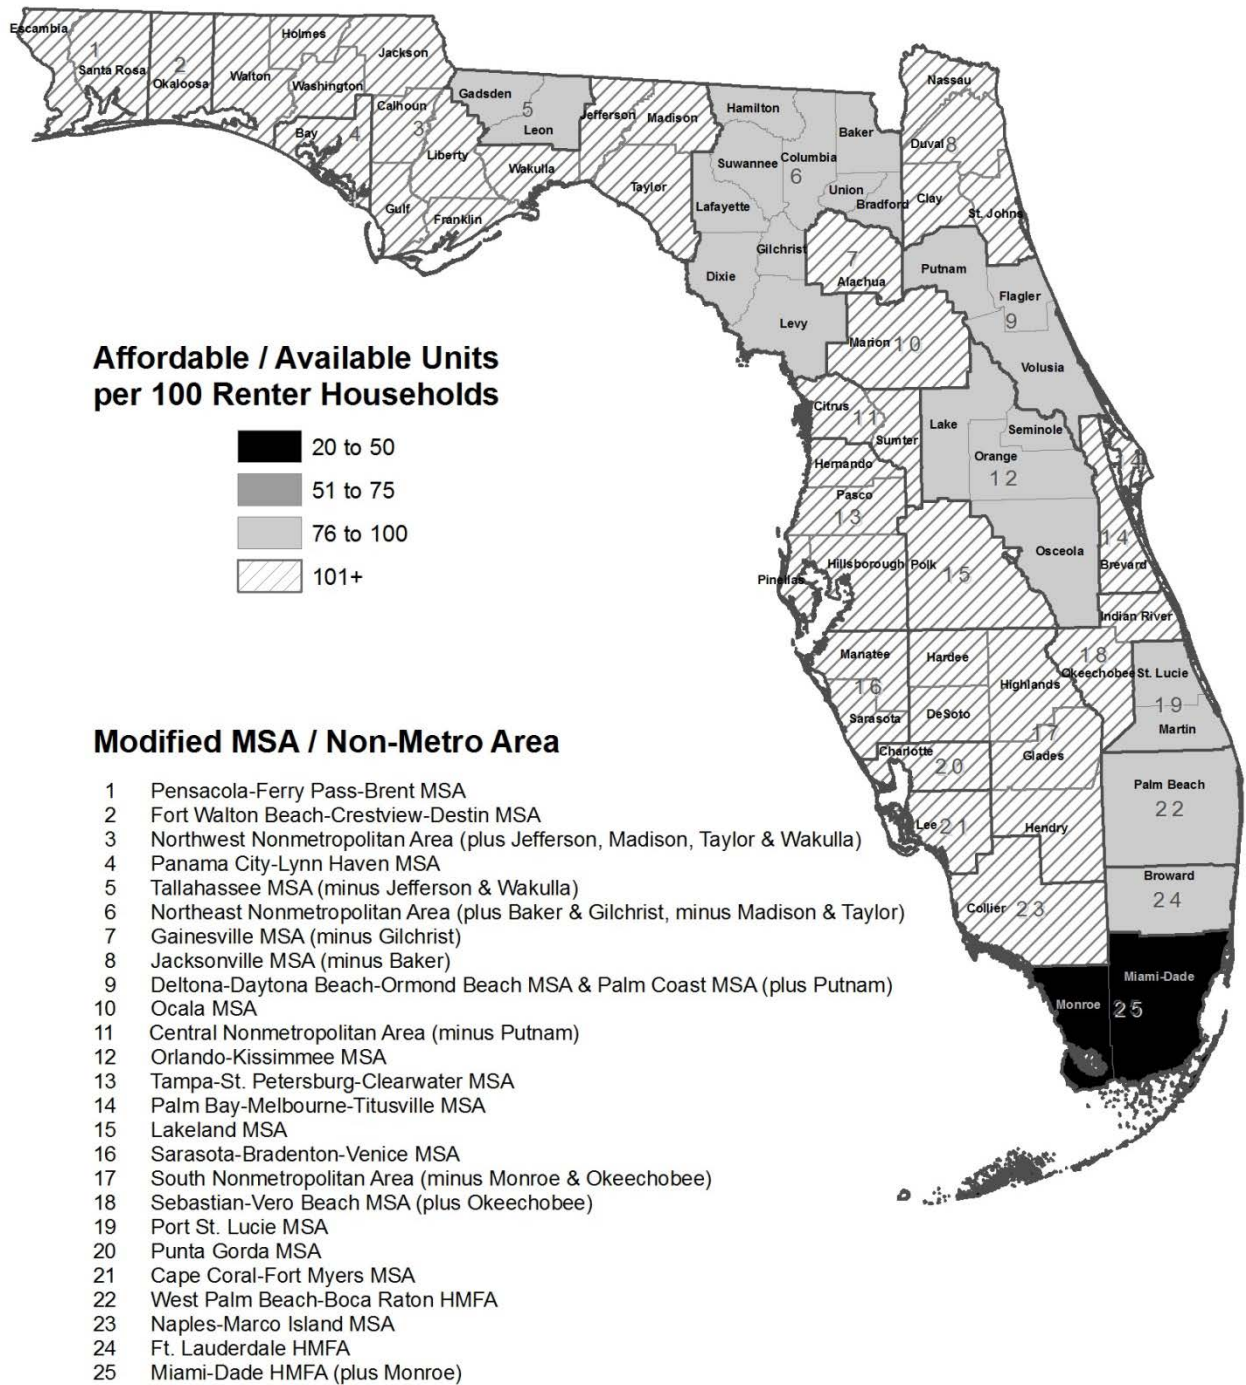 Escambia
1
Santa Rosa
2
Okaloosa
Walton
Holmes
Washington
Jackson
Bay
4
Calhoun
3
Liberty
Gulf
Franklin
Gadsden
5
Leon
Wakulla
Jefferson
Madison
Taylor
Hamilton
Suwannee
Columbia
6
Baker
Union
Bradford
Lafayette
Gilchrist
Dixie
Levy
Nassau
Duval
8
Clay
St. Johns
7
Alachua
Putnam
Flagler
9
Volusia
Marion
10
Citrus
11
Sumter
Lake
Seminole
Orange
12
Hernando
Pasco
13
Pinellas
Hillsborough
Polk
15
Osceola
14
14
Brevard
Indian River
18
Okeechobee
St. Lucie
19
Martin
Manatee
16
Sarasota
Hardee
DeSoto
Highlands
17
Glades
Charlotte
20
Lee
21
Hendry
Collier
23
Palm Beach
22
Broward
24
Miami-Dade
Monroe
25
Affordable / Available Units
per 100 Renter Households
20 to 50
51 to 75
76 to 100
101+
Modified MSA / Non-Metro Area
1 Pensacola-Ferry Pass-Brent MSA
2 Fort Walton Beach-Crestview-Destin MSA
3 Northwest Nonmetropolitan Area (plus Jefferson, Madison, Taylor & Wakulla)
4 Panama City-Lynn Haven MSA
5 Tallahassee MSA (minus Jefferson & Wakulla)
6 Northeast Nonmetropolitan Area (plus Baker & Gilchrist, minus Madison & Taylor)
7 Gainesville MSA (minus Gilchrist)
8 Jacksonville MSA (minus Baker)
9 Deltona-Daytona Beach-Ormond Beach MSA & Palm Coast MSA (plus Putnam)
10 Ocala MSA
11 Central Nonmetropolitan Area (minus Putnam)
12 Orlando-Kissimmee MSA
13 Tampa-St. Petersburg-Clearwater MSA
14 Palm Bay-Melbourne-Titusville MSA
15 Lakeland MSA
16 Sarasota-Bradenton-Venice MSA
17 South Nonmetropolitan Area (minus Monroe & Okeechobee)
18 Sebastian-Vero Beach MSA (plus Okeechobee)
19 Port St. Lucie MSA
20 Punta Gorda MSA
21 Cape Coral-Fort Myers MSA
22 West Palm Beach-Boca Raton HMFA
23 Naples-Marco Island MSA
24 Ft. Lauderdale HMFA
25 Miami-Dade HMFA (plus Monroe)